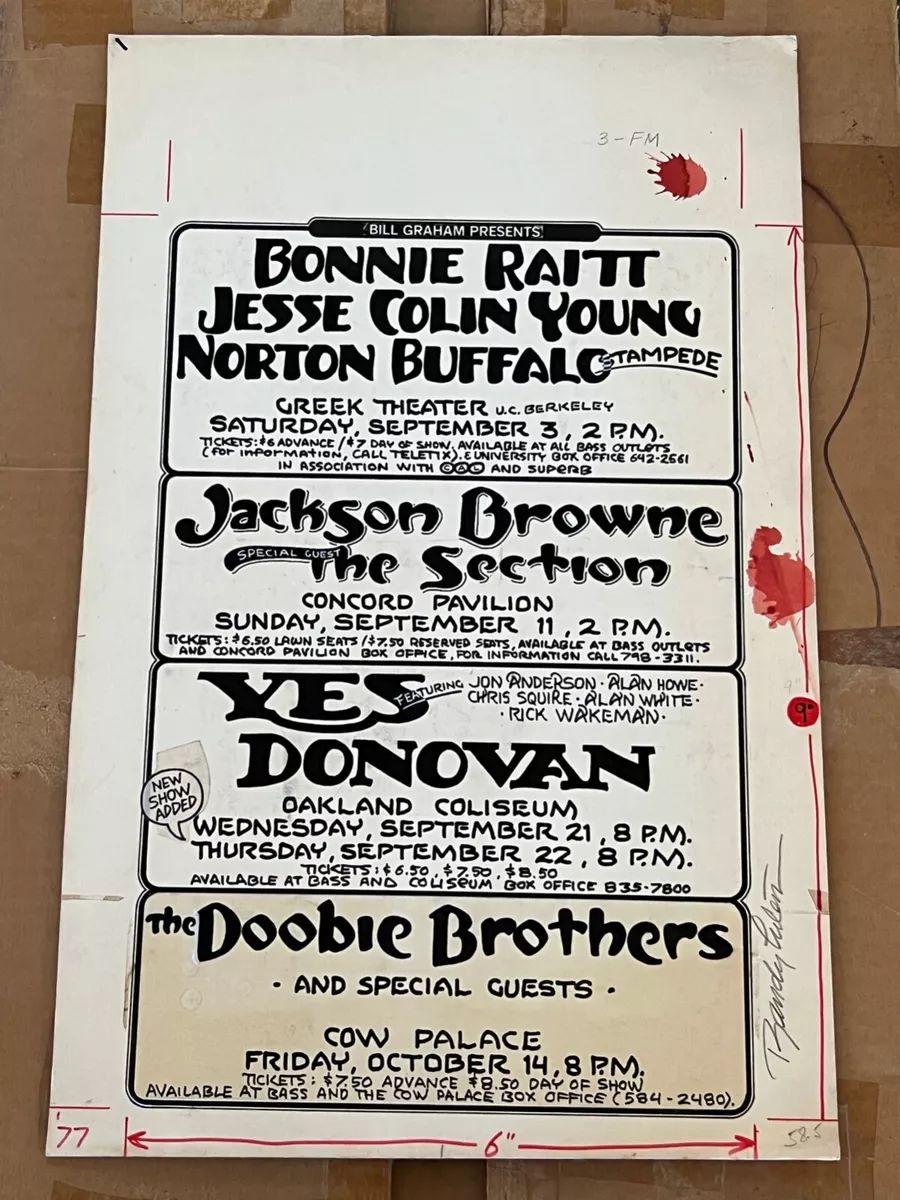 3-FM
BILL GRAHAM PRESENTS
BONNIE RAITT
JESSE COLIN YOUNG
NORTON BUFFALO STAMPEDE
GREEK THEATER U.C. BERKELEY
SATURDAY, SEPTEMBER 3, 2 P.M.
TICKETS: $6 ADVANCE / $7 DAY OF SHOW, AVAILABLE AT ALL BASS OUTLETS
(FOR INFORMATION, CALL TELETIX). & UNIVERSITY BOX OFFICE 642-2561
IN ASSOCIATION WITH AND SUPERB
Jackson Browne
SPECIAL GUEST The Section
CONCORD PAVILION
SUNDAY, SEPTEMBER 11, 2 P.M.
TICKETS: $6.50 LAWN SEATS / $7.50 RESERVED SEATS, AVAILABLE AT BASS OUTLETS
AND CONCORD PAVILION BOX OFFICE, FOR INFORMATION CALL 798-3311.
YES FEATURING JON ANDERSON · ALAN HOWE ·
CHRIS SQUIRE · ALAN WHITE ·
· RICK WAKEMAN ·
9"
9"
DONOVAN
NEW
SHOW
ADDED
OAKLAND COLISEUM
WEDNESDAY, SEPTEMBER 21, 8 P.M.
THURSDAY, SEPTEMBER 22, 8 P.M.
TICKETS: $6.50, $7.50, $8.50
AVAILABLE AT BASS AND COLISEUM BOX OFFICE 835-7800
The Doobie Brothers
· AND SPECIAL GUESTS ·
COW PALACE
FRIDAY, OCTOBER 14, 8 P.M.
TICKETS: $7.50 ADVANCE $8.50 DAY OF SHOW
AVAILABLE AT BASS AND THE COW PALACE BOX OFFICE (584-2480).
Randy Tuten
77
6"
58.5